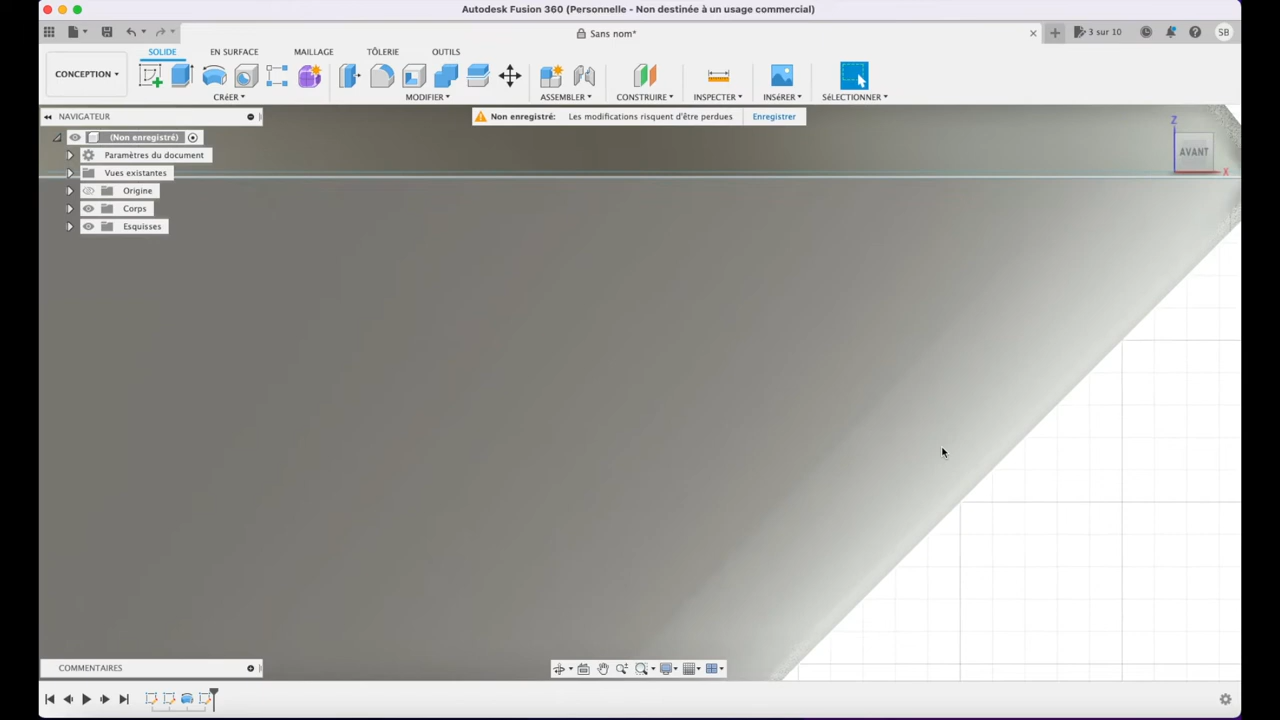 Autodesk Fusion 360 (Personnelle - Non destinée à un usage commercial)
Sans nom*
3 sur 10
SB
SOLIDE
EN SURFACE
MAILLAGE
TÔLERIE
OUTILS
CONCEPTION
CRÉER
MODIFIER
ASSEMBLER
CONSTRUIRE
INSPECTER
INSÉRER
SÉLECTIONNER
NAVIGATEUR
Non enregistré: Les modifications risquent d'être perdues Enregistrer
(Non enregistré)
Paramètres du document
Vues existantes
Origine
Corps
Esquisses
Z
AVANT
X
COMMENTAIRES